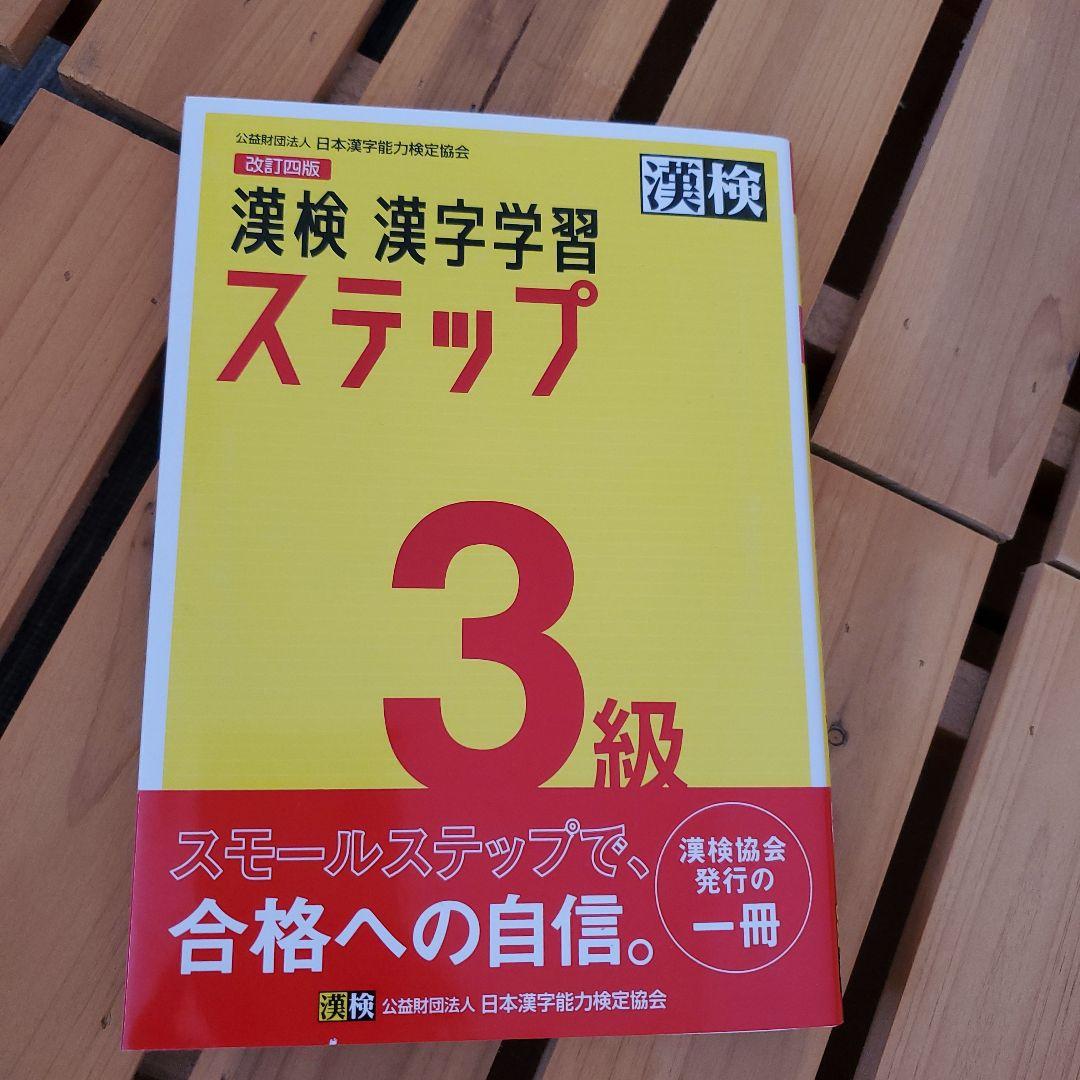 公益財団法人 日本漢字能力検定協会
改訂四版
漢検
漢検 漢字学習
ステップ
3級
スモールステップで、
合格への自信。
漢検協会
発行の
一冊
漢検 公益財団法人 日本漢字能力検定協会